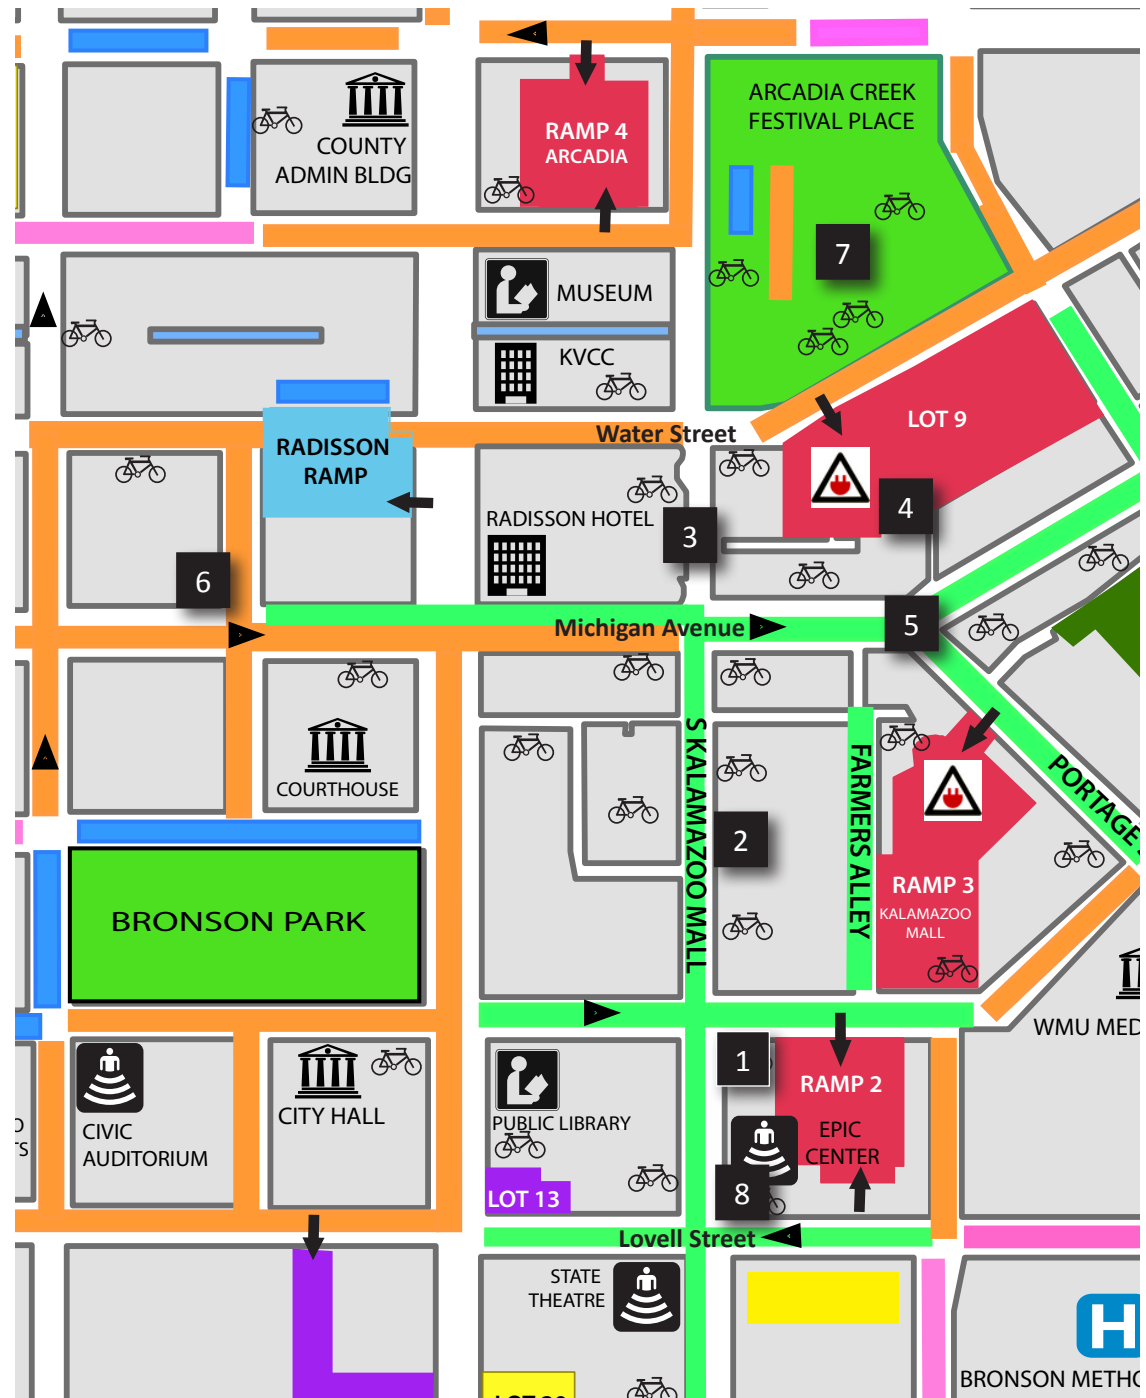 ARCADIA CREEK
FESTIVAL PLACE
RAMP 4
ARCADIA
COUNTY
ADMIN BLDG
7
MUSEUM
KVCC
LOT 9
Water Street
RADISSON
RAMP
RADISSON HOTEL
4
3
6
5
Michigan Avenue
COURTHOUSE
S KALAMAZOO MALL
FARMERS ALLEY
PORTAGE
2
RAMP 3
KALAMAZOO
MALL
BRONSON PARK
WMU MED
1
RAMP 2
EPIC
CENTER
CITY HALL
PUBLIC LIBRARY
CIVIC
AUDITORIUM
TS
LOT 13
8
Lovell Street
STATE
THEATRE
H
BRONSON METHO